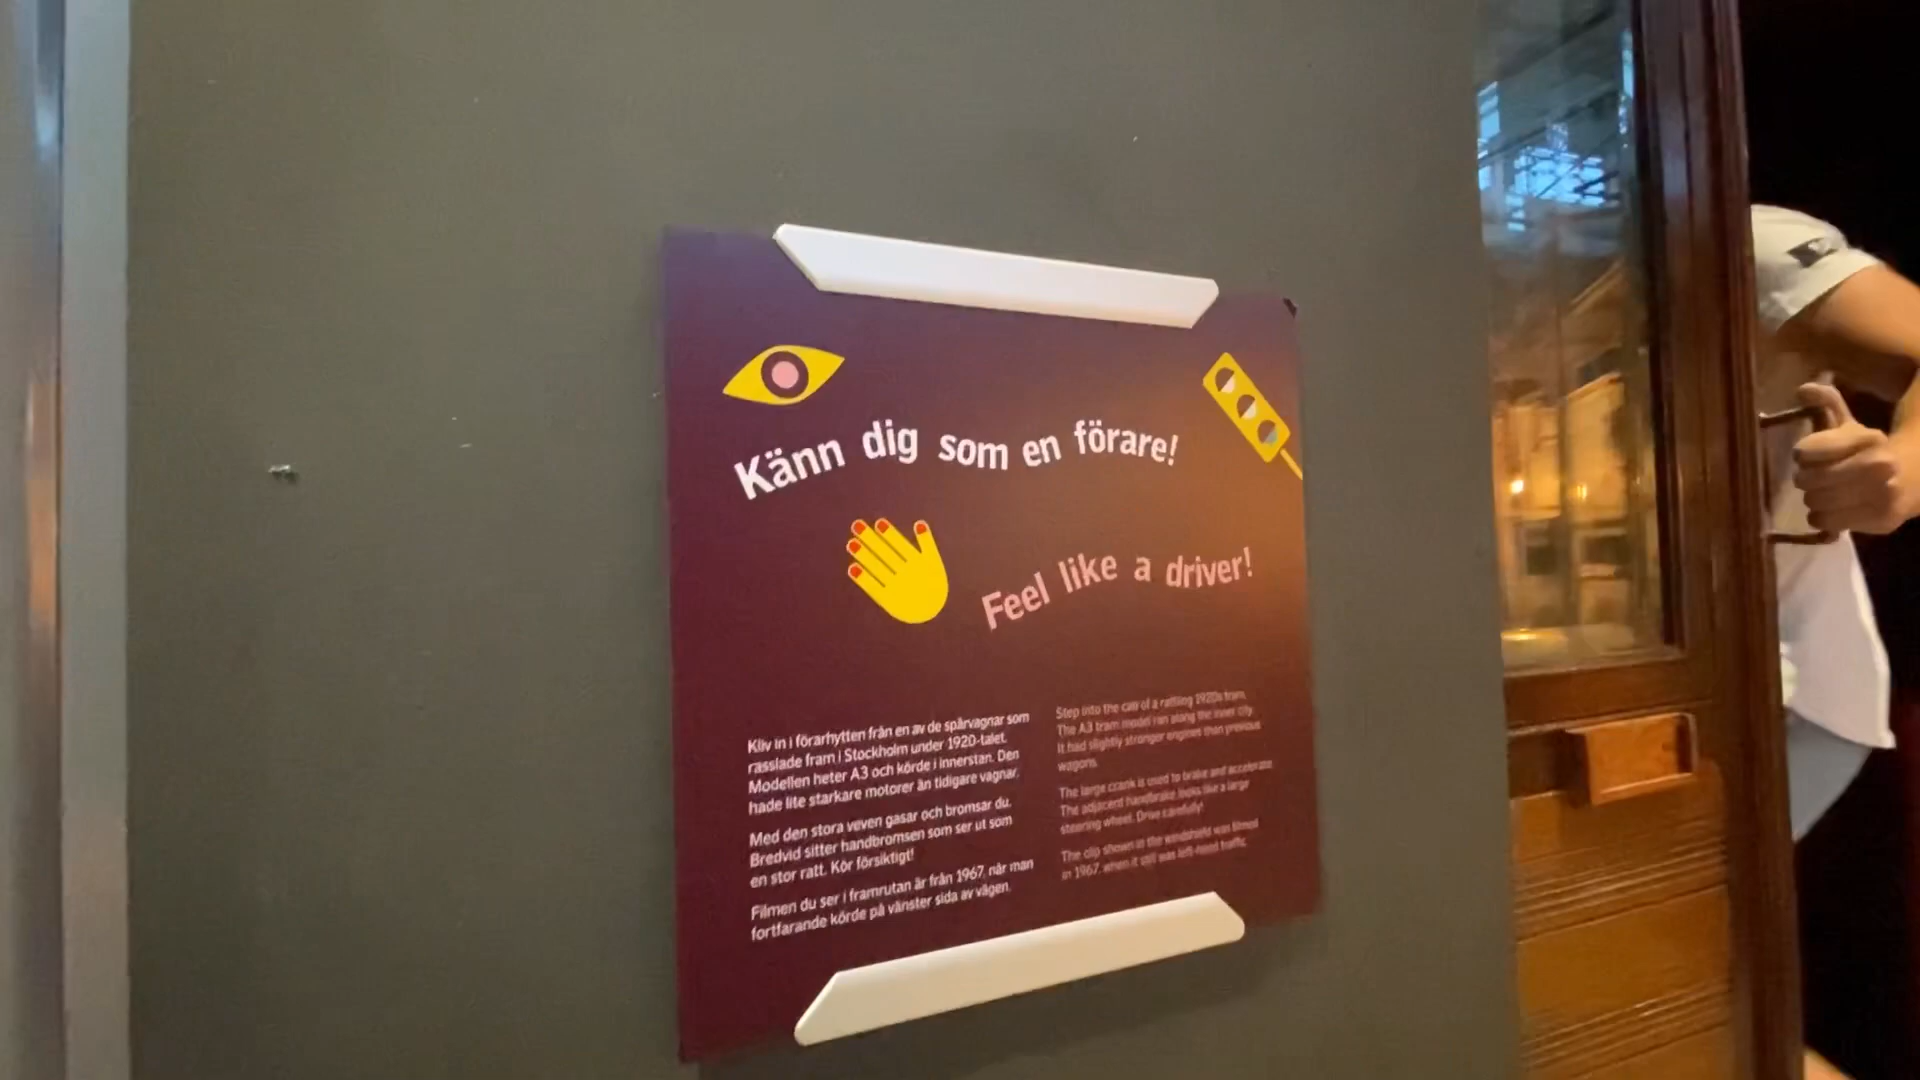 Känn dig som en förare!
Feel like a driver!
Kliv in i förarhytten från en av de spårvagnar som
rasslade fram i Stockholm under 1920-talet.
Modellen heter A3 och körde i innerstan. Den
hade lite starkare motorer än tidigare vagnar.
Med den stora veven gasar och bromsar du.
Bredvid sitter handbromsen som ser ut som
en stor ratt. Kör försiktigt!
Filmen du ser i framrutan är från 1967, när man
fortfarande körde på vänster sida av vägen.
Step into the cab of a rattling 1920s tram.
The A3 tram model ran along the inner city.
It had slightly stronger engines than previous
wagons.
The large crank is used to brake and accelerate.
The adjacent handbrake looks like a large
steering wheel. Drive carefully!
The clip shown in the windshield was filmed
in 1967, when it still was left-hand traffic.